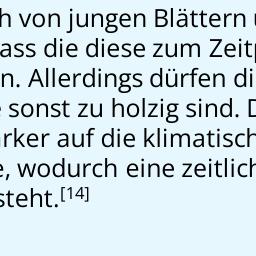 h von jungen Blättern u
ass die diese zum Zeitp
n. Allerdings dürfen di
e sonst zu holzig sind. D
rker auf die klimatisch
e, wodurch eine zeitlich
steht.[14]